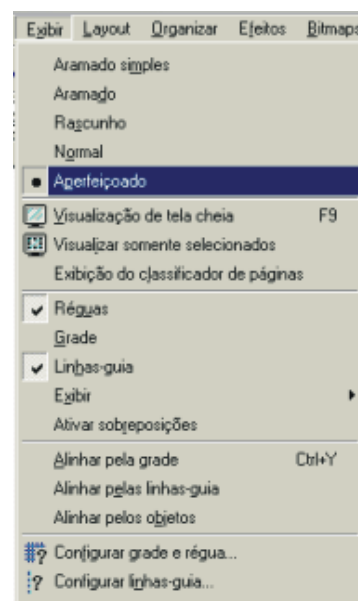 Exibir Layout Organizar Efeitos Bitmaps
Aramado simples
Aramado
Rascunho
Normal
Aperfeiçoado
Visualização de tela cheia F9
Visualizar somente selecionados
Exibição do classificador de páginas
Réguas
Grade
Linhas-guia
Exibir
Ativar sobreposições
Alinhar pela grade Ctrl+Y
Alinhar pelas linhas-guia
Alinhar pelos objetos
Configurar grade e régua...
Configurar linhas-guia...